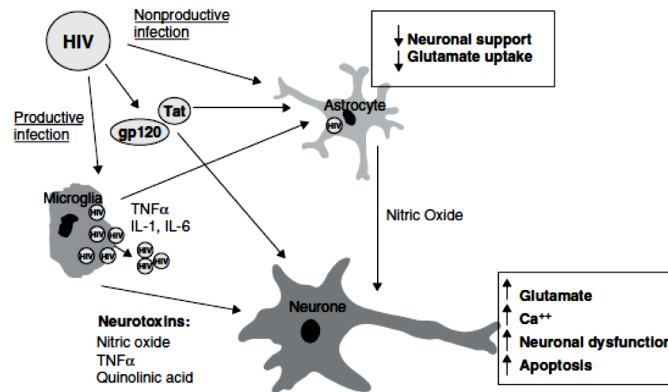 HIV
Nonproductive
infection
↓ Neuronal support
↓ Glutamate uptake
Productive
infection
Tat
gp120
Astrocyte
HIV
Microglia
HIV
HIV HIV
HIV HIV
TNFα
IL-1, IL-6
HIV
HIV
HIV
Nitric Oxide
Neurone
Neurotoxins:
Nitric oxide
TNFα
Quinolinic acid
↑ Glutamate
↑ Ca++
↑ Neuronal dysfunction
↑ Apoptosis